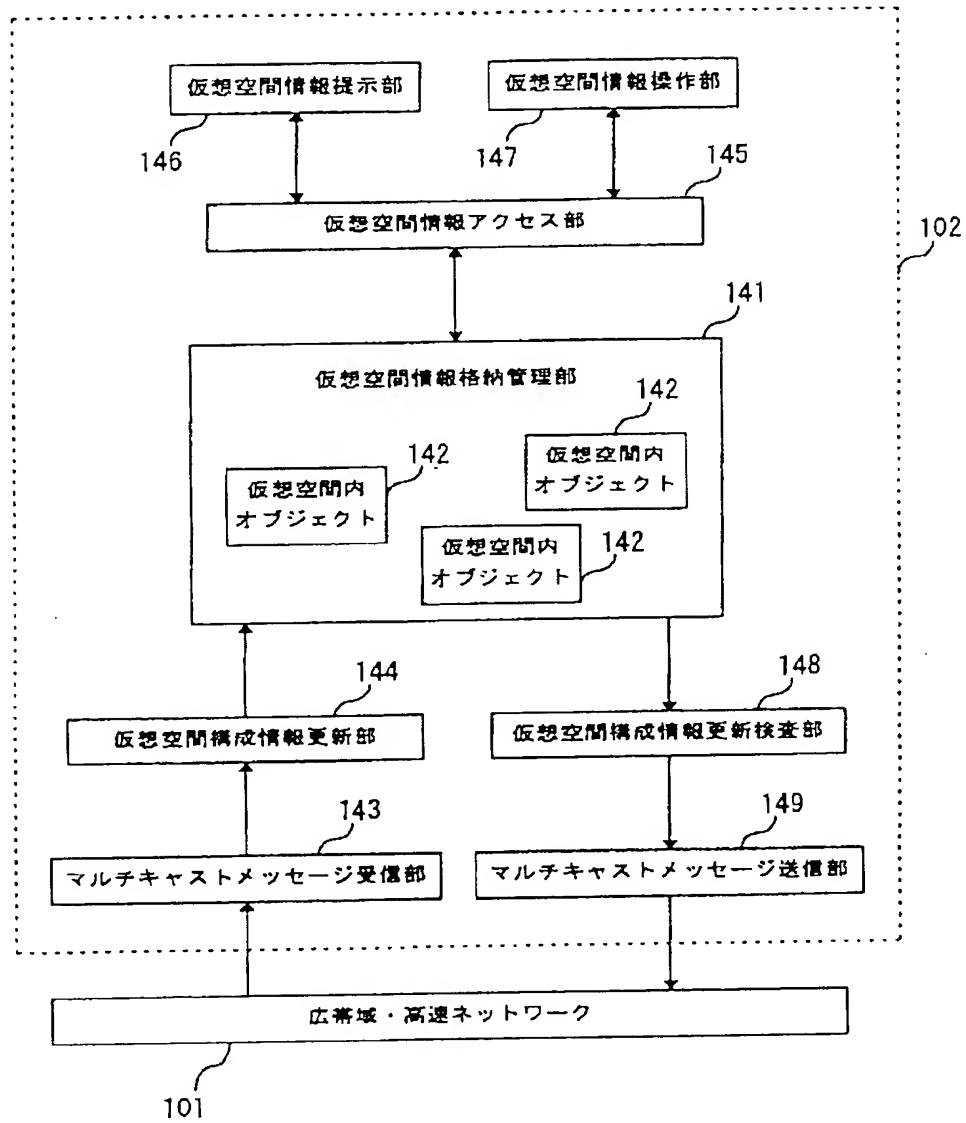 仮想空間情報提示部
仮想空間情報操作部
146
147
145
仮想空間情報アクセス部
102
141
仮想空間情報格納管理部
142
142
仮想空間内
オブジェクト
仮想空間内
オブジェクト
142
仮想空間内
オブジェクト
144
148
仮想空間構成情報更新部
仮想空間構成情報更新検査部
143
149
マルチキャストメッセージ受信部
マルチキャストメッセージ送信部
広帯域・高速ネットワーク
101